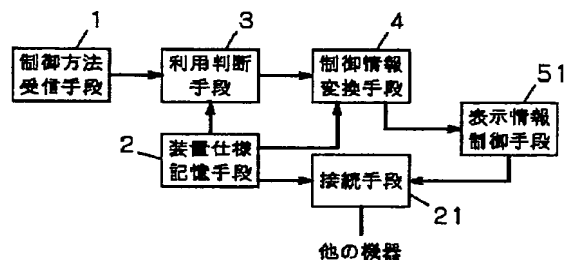 1
3
4
制御方法
受信手段
利用判断
手段
制御情報
変換手段
51
表示情報
制御手段
2
装置仕様
記憶手段
接続手段
21
他の機器